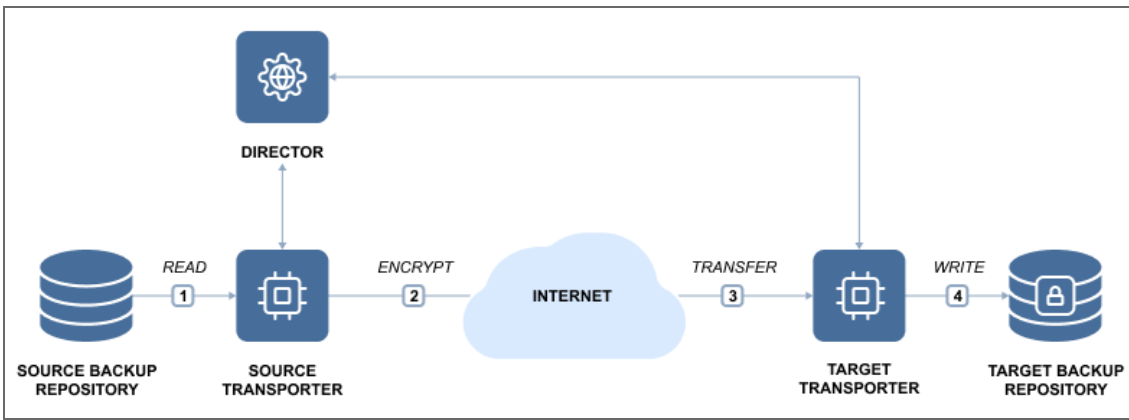 DIRECTOR
READ
1
ENCRYPT
2
INTERNET
TRANSFER
3
WRITE
4
SOURCE BACKUP
REPOSITORY
SOURCE
TRANSPORTER
TARGET
TRANSPORTER
TARGET BACKUP
REPOSITORY